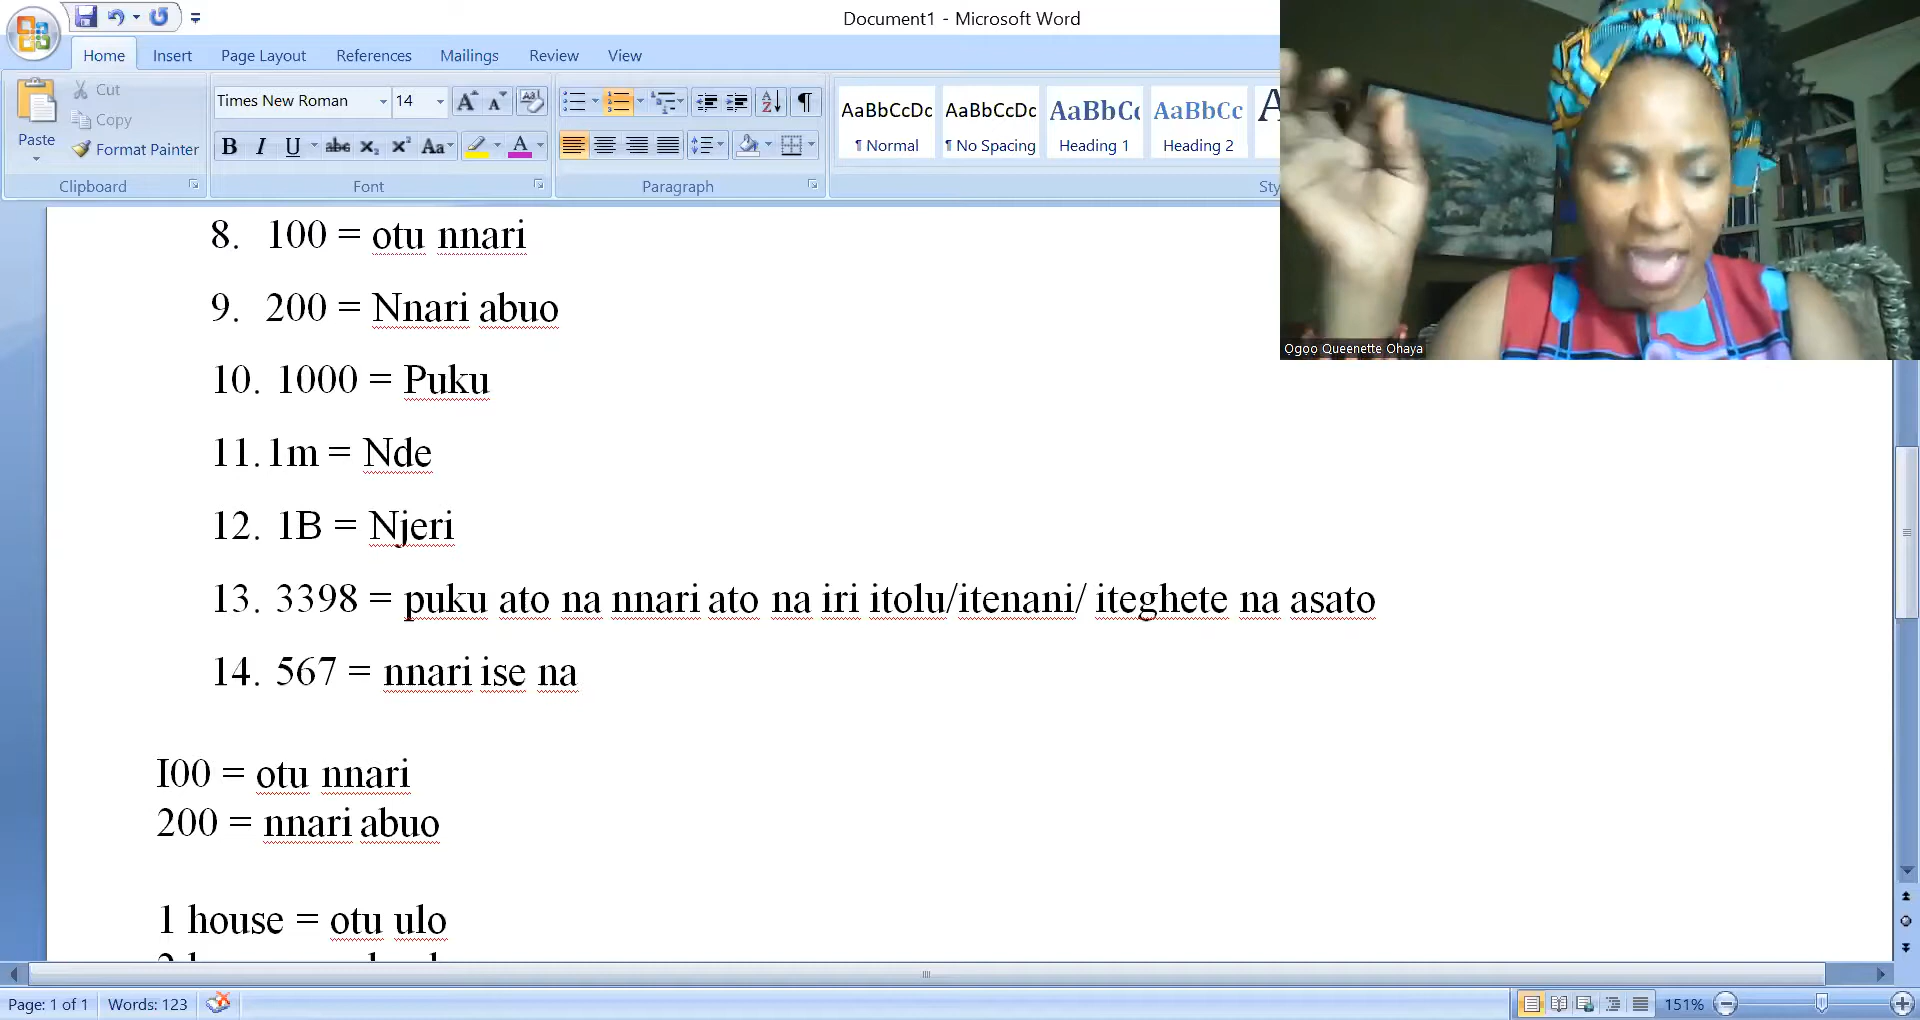 Document1 - Microsoft Word
Home Insert Page Layout References Mailings Review View
Cut
Copy
Format Painter
Paste
Clipboard
Times New Roman 14
Font
Paragraph
AaBbCcDc AaBbCcDc AaBbC AaBbCc
¶ Normal ¶ No Spacing Heading 1 Heading 2
Ogoo Queenette Ohaya
8. 100 = otu nnari
9. 200 = Nnari abuo
10. 1000 = Puku
11. 1m = Nde
12. 1B = Njeri
13. 3398 = puku ato na nnari ato na iri itolu/itenani/ iteghete na asato
14. 567 = nnari ise na
I00 = otu nnari
200 = nnari abuo
1 house = otu ulo
Page: 1 of 1 Words: 123
151%